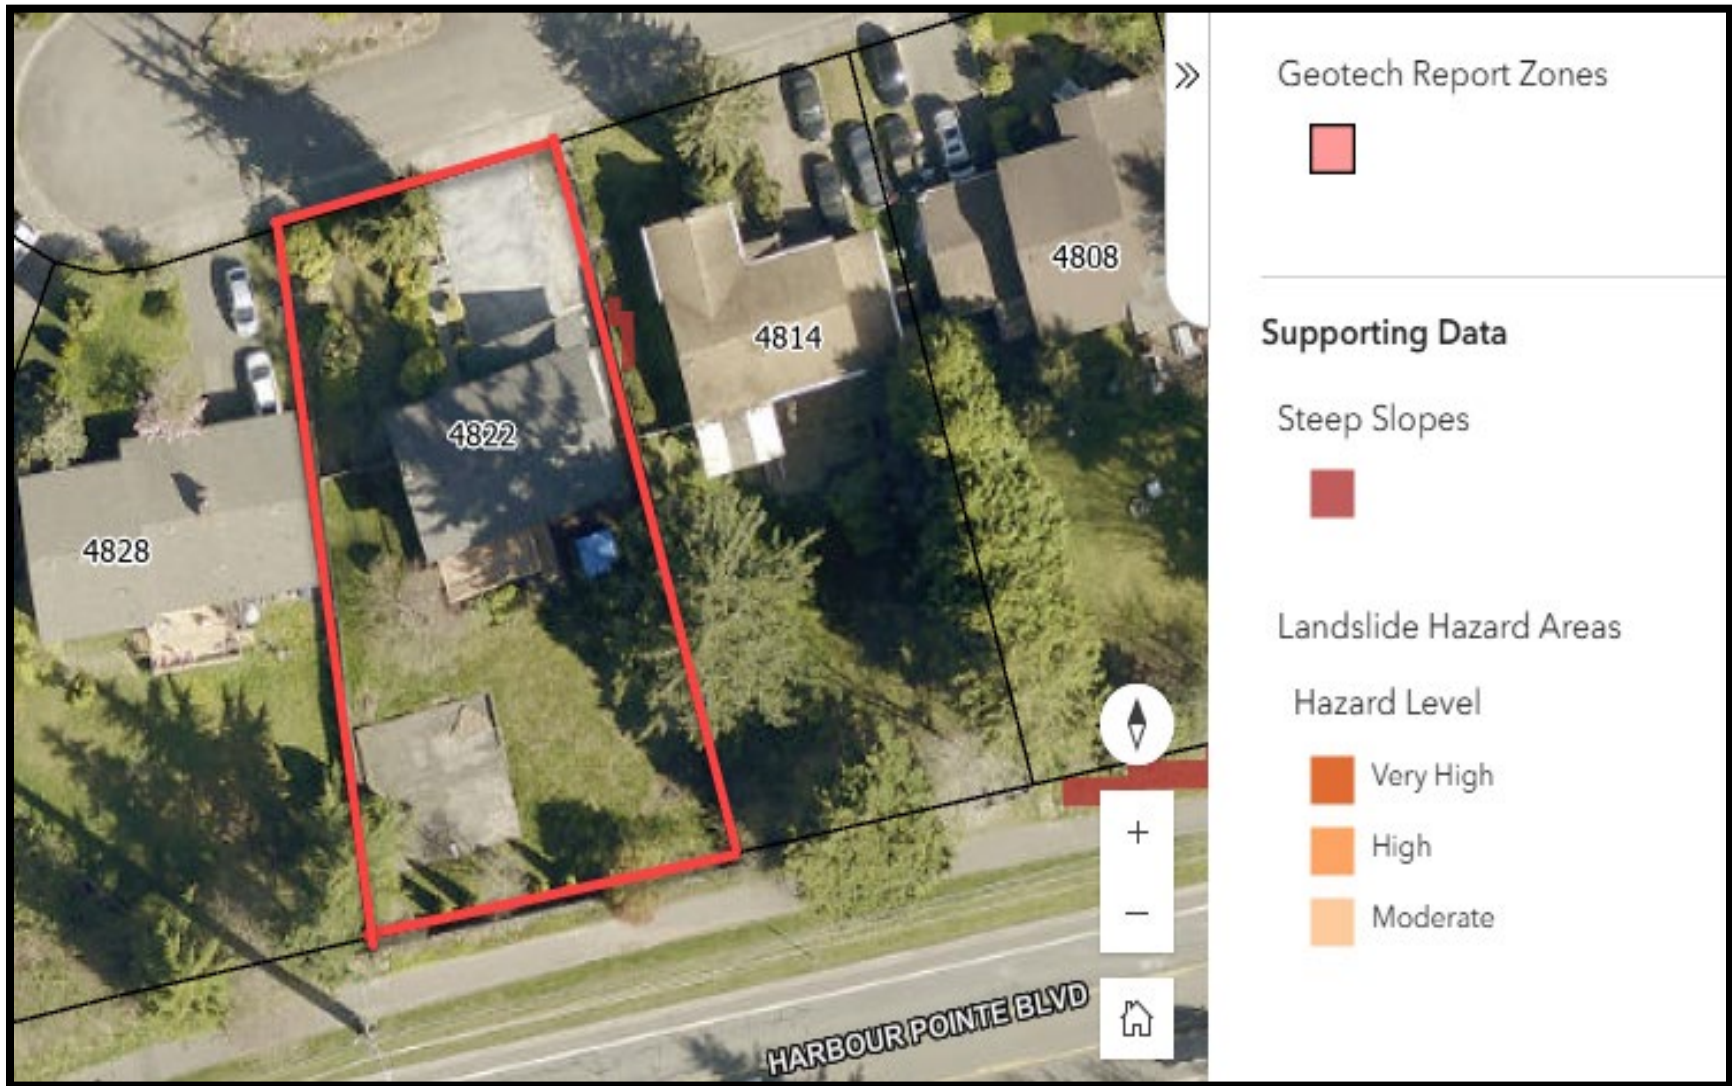 4828
4822
4814
4808
HARBOUR POINTE BLVD
Geotech Report Zones
Supporting Data
Steep Slopes
Landslide Hazard Areas
Hazard Level
Very High
High
Moderate